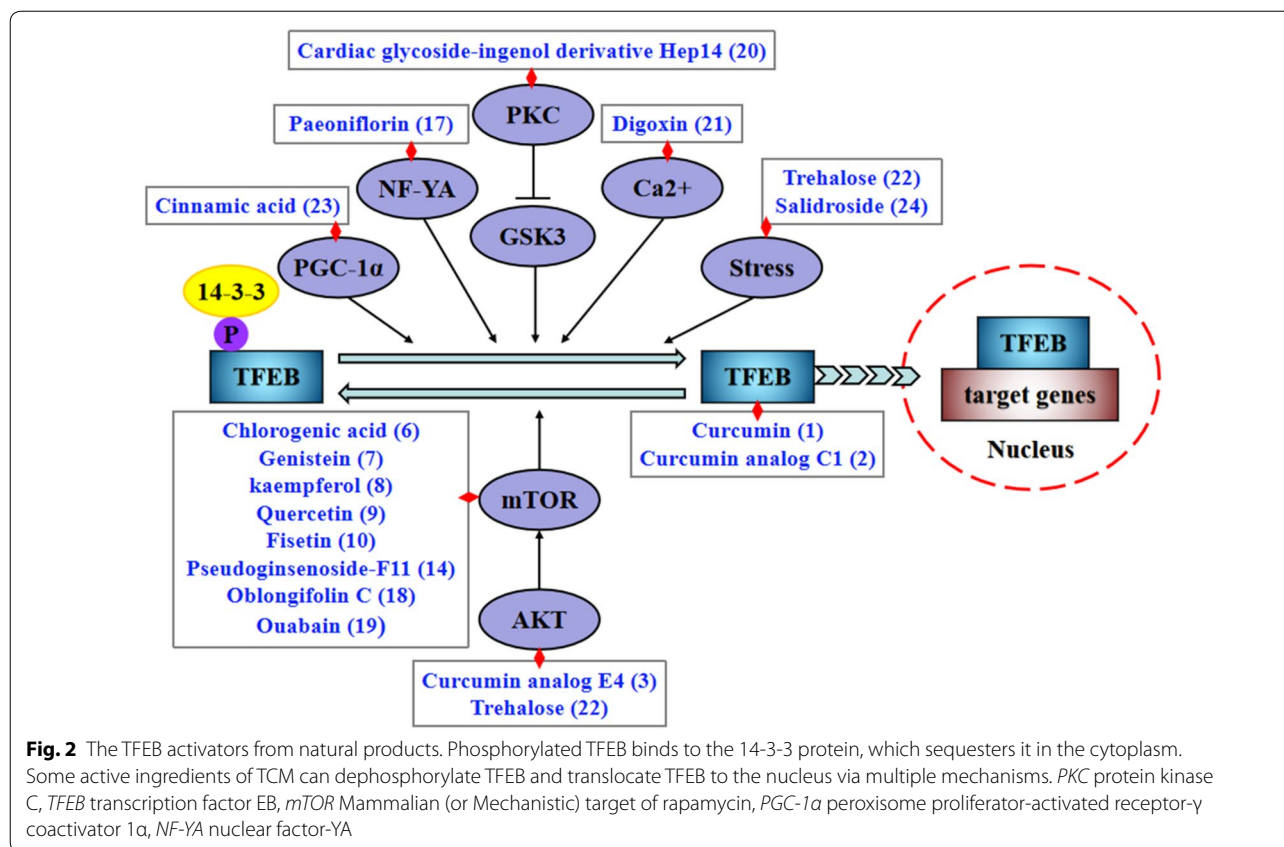 Cardiac glycoside-ingenol derivative Hep14 (20)
PKC
Paeoniflorin (17)
Digoxin (21)
NF-YA
Ca2+
Trehalose (22)
Salidroside (24)
Cinnamic acid (23)
GSK3
PGC-1α
Stress
14-3-3
P
TFEB
TFEB
TFEB
target genes
Nucleus
Chlorogenic acid (6)
Genistein (7)
kaempferol (8)
Quercetin (9)
Fisetin (10)
Pseudoginsenoside-F11 (14)
Oblongifolin C (18)
Ouabain (19)
Curcumin (1)
Curcumin analog C1 (2)
mTOR
AKT
Curcumin analog E4 (3)
Trehalose (22)
Fig. 2 The TFEB activators from natural products. Phosphorylated TFEB binds to the 14-3-3 protein, which sequesters it in the cytoplasm.
Some active ingredients of TCM can dephosphorylate TFEB and translocate TFEB to the nucleus via multiple mechanisms. PKC protein kinase
C, TFEB transcription factor EB, mTOR Mammalian (or Mechanistic) target of rapamycin, PGC-1α peroxisome proliferator-activated receptor-γ
coactivator 1α, NF-YA nuclear factor-YA